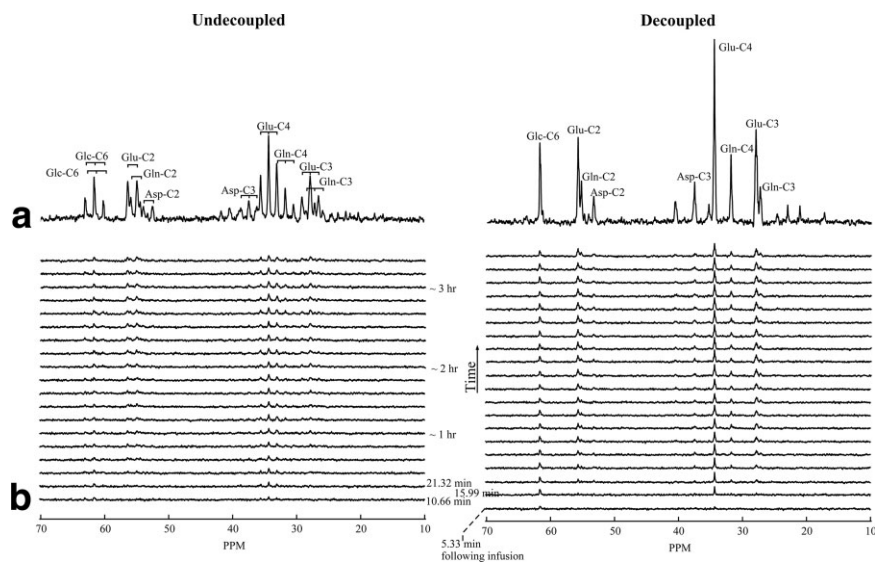 Undecoupled
Decoupled
Glu-C4
Glc-C6
Glc-C6
Glu-C2
Gln-C2
Asp-C2
Asp-C3
Glu-C4
Gln-C4
Glu-C3
Gln-C3
Glc-C6
Glu-C2
Gln-C2
Asp-C2
Asp-C3
Gln-C4
Glu-C3
Gln-C3
a
~ 3 hr
~ 2 hr
~ 1 hr
21.32 min
10.66 min
Time
15.99 min
b
70 60 50 40 30 20 10
PPM
70 60 50 40 30 20 10
PPM
5.33 min
following infusion